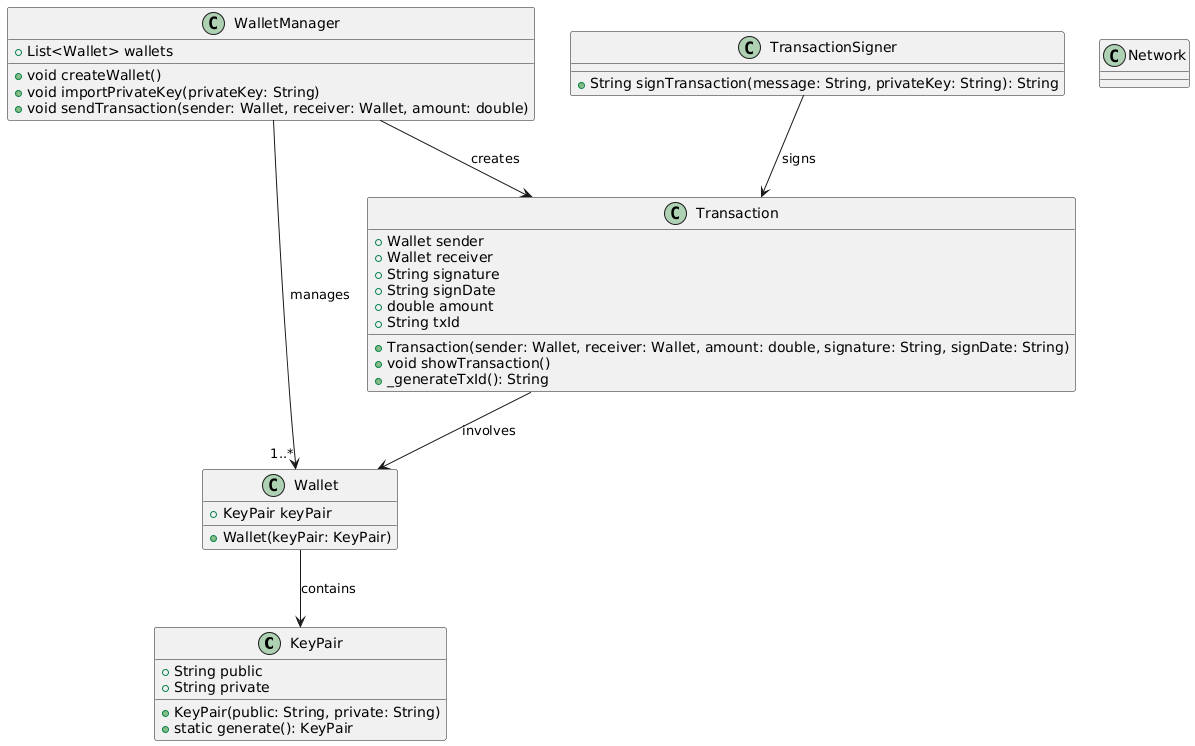 C WalletManager
List<Wallet> wallets
void createWallet()
void importPrivateKey(privateKey: String)
void sendTransaction(sender: Wallet, receiver: Wallet, amount: double)
C TransactionSigner
String signTransaction(message: String, privateKey: String): String
C Network
creates
signs
C Transaction
Wallet sender
Wallet receiver
String signature
String signDate
double amount
String txId
Transaction(sender: Wallet, receiver: Wallet, amount: double, signature: String, signDate: String)
void showTransaction()
_generateTxId(): String
manages
involves
1..*
C Wallet
KeyPair keyPair
Wallet(keyPair: KeyPair)
contains
C KeyPair
String public
String private
KeyPair(public: String, private: String)
static generate(): KeyPair